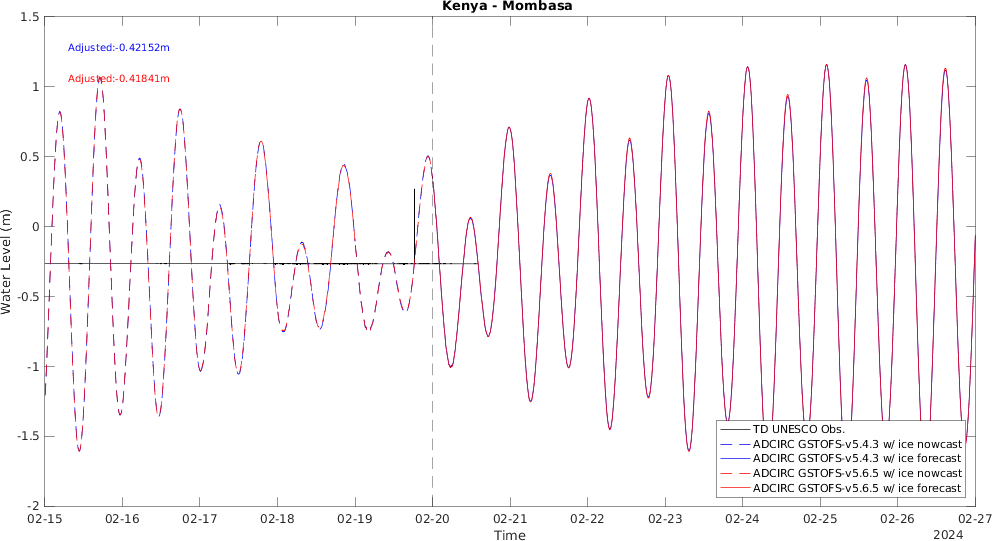 Kenya - Mombasa
1.5
Adjusted:-0.42152m
Adjusted:-0.41841m
1
0.5
0
-0.5
-1
-1.5
-2
Water Level (m)
TD UNESCO Obs.
ADCIRC GSTOFS-v5.4.3 w/ ice nowcast
ADCIRC GSTOFS-v5.4.3 w/ ice forecast
ADCIRC GSTOFS-v5.6.5 w/ ice nowcast
ADCIRC GSTOFS-v5.6.5 w/ ice forecast
02-15 02-16 02-17 02-18 02-19 02-20 02-21 02-22 02-23 02-24 02-25 02-26 02-27
Time
2024